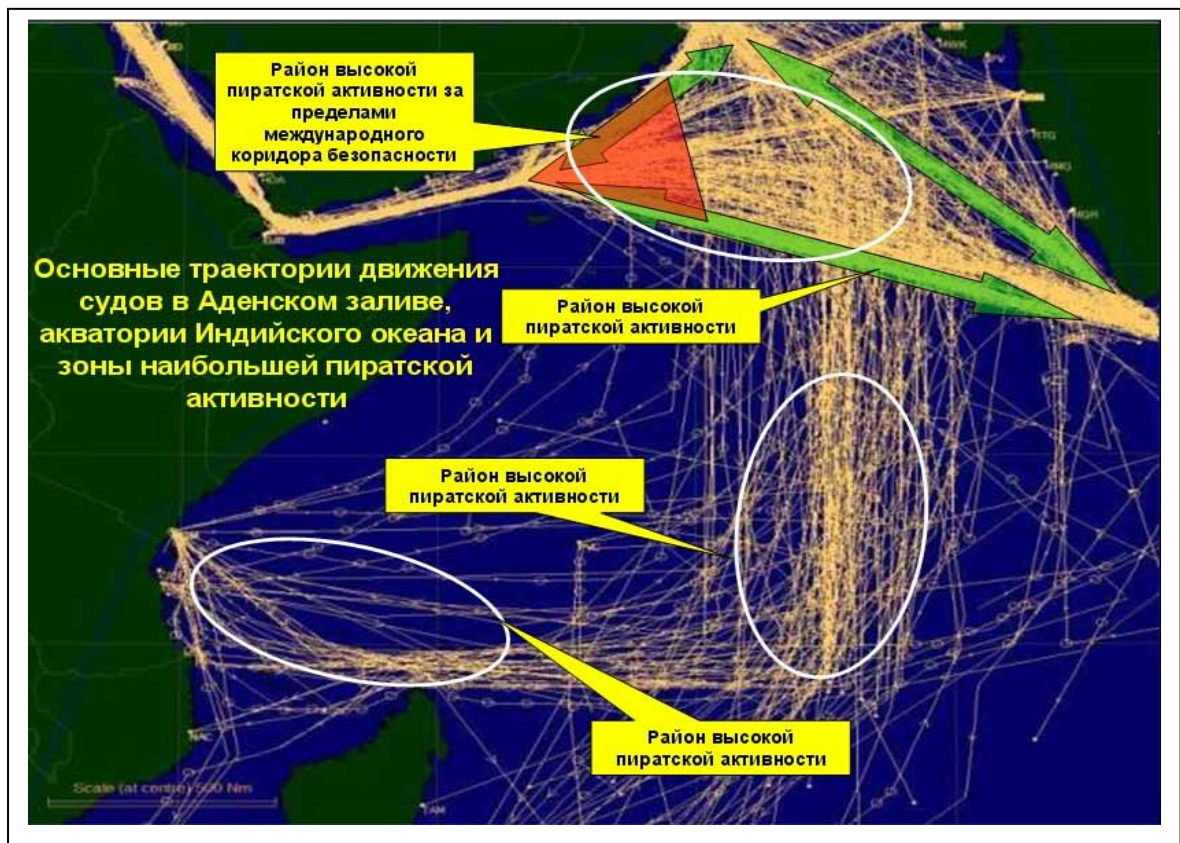 Район высокой
пиратской активности за
пределами
международного
коридора безопасности
Основные траектории движения
судов в Аденском заливе,
акватории Индийского океана и
зоны наибольшей пиратской
активности
Район высокой
пиратской активности
Район высокой
пиратской активности
Район высокой
пиратской активности
Scale (at centre) 500 Nm
MGR